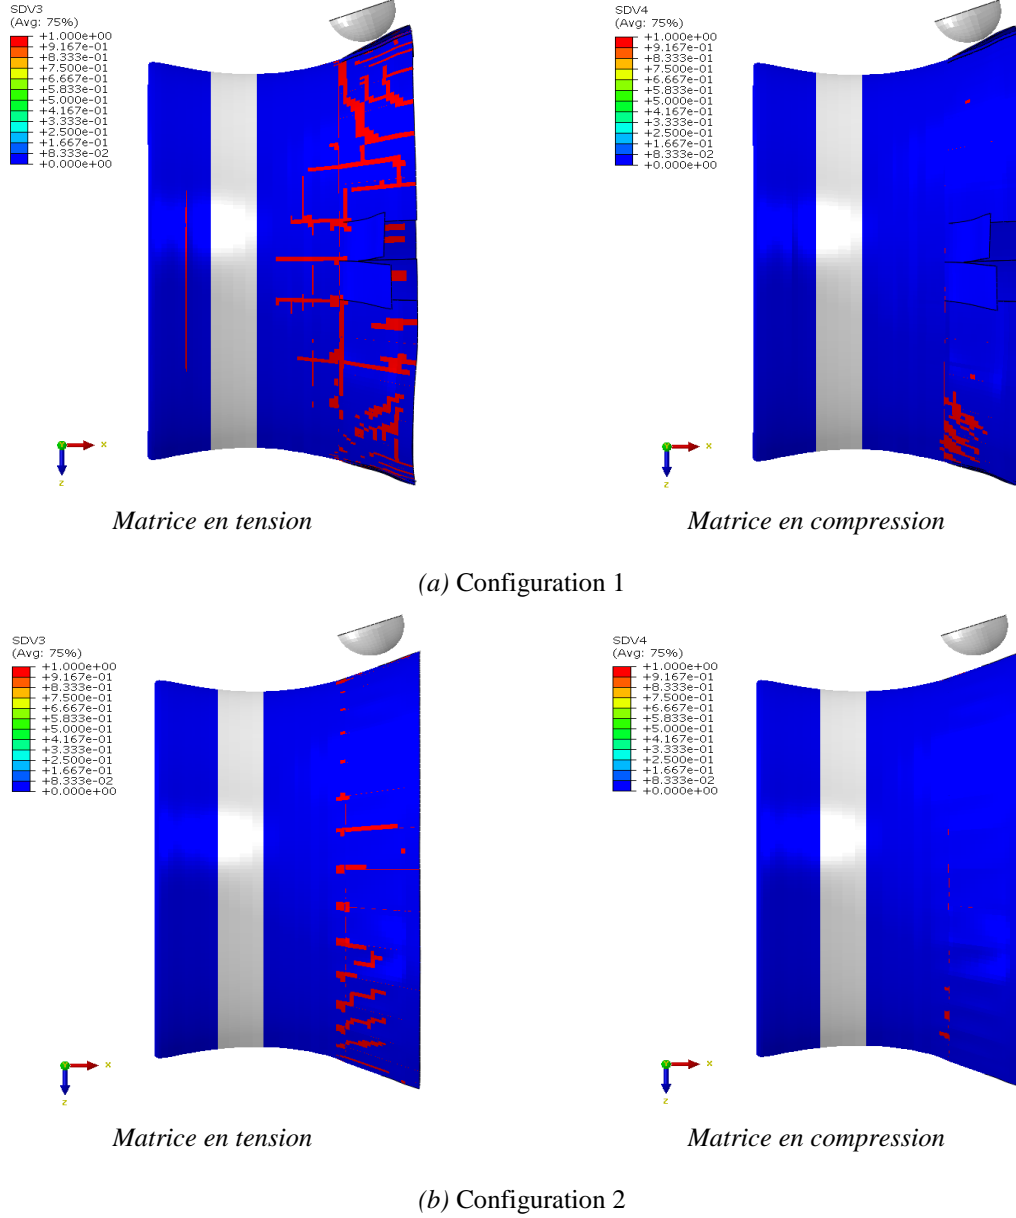 SDV3
(Avg: 75%)
+1.000e+00
+9.167e-01
+8.333e-01
+7.500e-01
+6.667e-01
+5.833e-01
+5.000e-01
+4.167e-01
+3.333e-01
+2.500e-01
+1.667e-01
+8.333e-02
+0.000e+00
Y
x
z
Matrice en tension
SDV4
(Avg: 75%)
+1.000e+00
+9.167e-01
+8.333e-01
+7.500e-01
+6.667e-01
+5.833e-01
+5.000e-01
+4.167e-01
+3.333e-01
+2.500e-01
+1.667e-01
+8.333e-02
+0.000e+00
Y
x
z
Matrice en compression
(a) Configuration 1
SDV3
(Avg: 75%)
+1.000e+00
+9.167e-01
+8.333e-01
+7.500e-01
+6.667e-01
+5.833e-01
+5.000e-01
+4.167e-01
+3.333e-01
+2.500e-01
+1.667e-01
+8.333e-02
+0.000e+00
Y
x
z
Matrice en tension
SDV4
(Avg: 75%)
+1.000e+00
+9.167e-01
+8.333e-01
+7.500e-01
+6.667e-01
+5.833e-01
+5.000e-01
+4.167e-01
+3.333e-01
+2.500e-01
+1.667e-01
+8.333e-02
+0.000e+00
Y
x
z
Matrice en compression
(b) Configuration 2